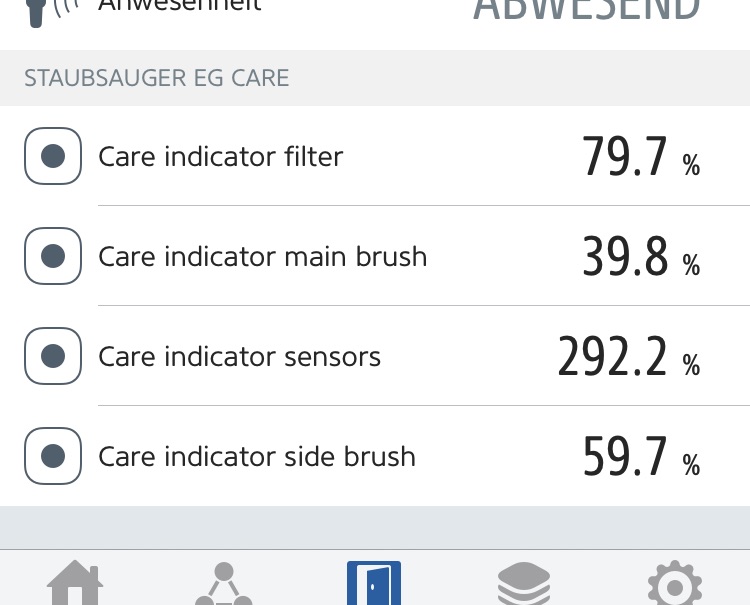 Anwesenheit
ABWESEND
STAUBSAUGER EG CARE
Care indicator filter 79.7 %
Care indicator main brush 39.8 %
Care indicator sensors 292.2 %
Care indicator side brush 59.7 %